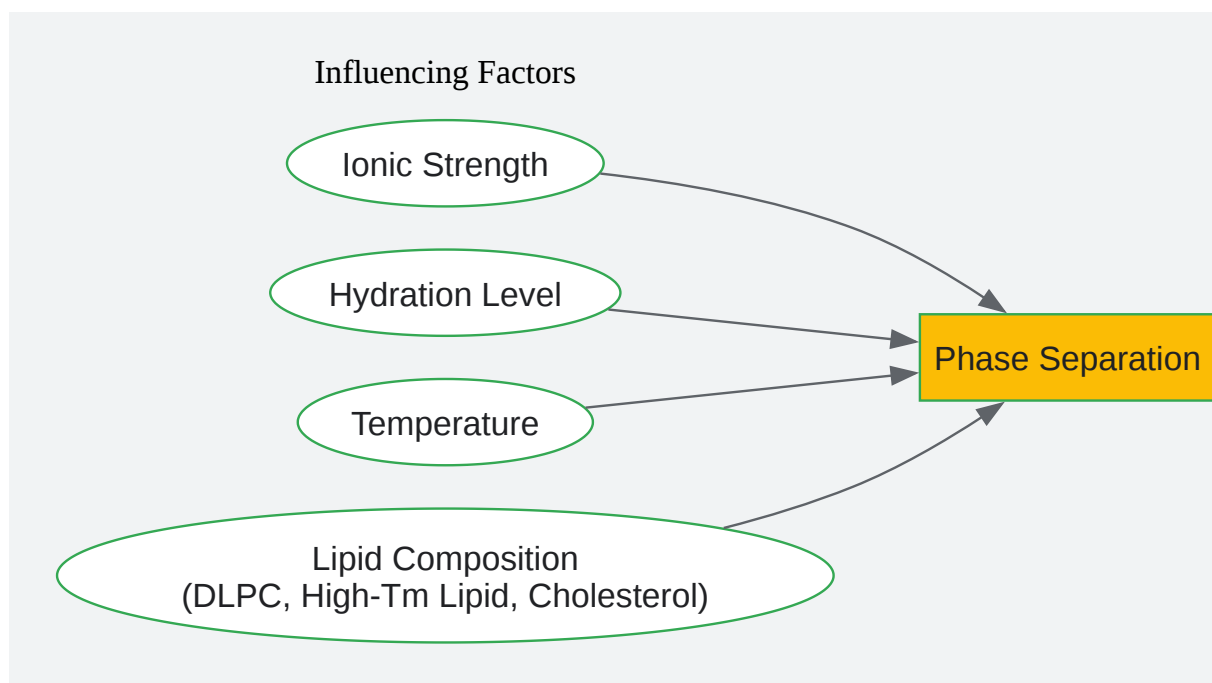 Influencing Factors
Ionic Strength
Hydration Level
Phase Separation
Temperature
Lipid Composition
(DLPC, High-Tm Lipid, Cholesterol)